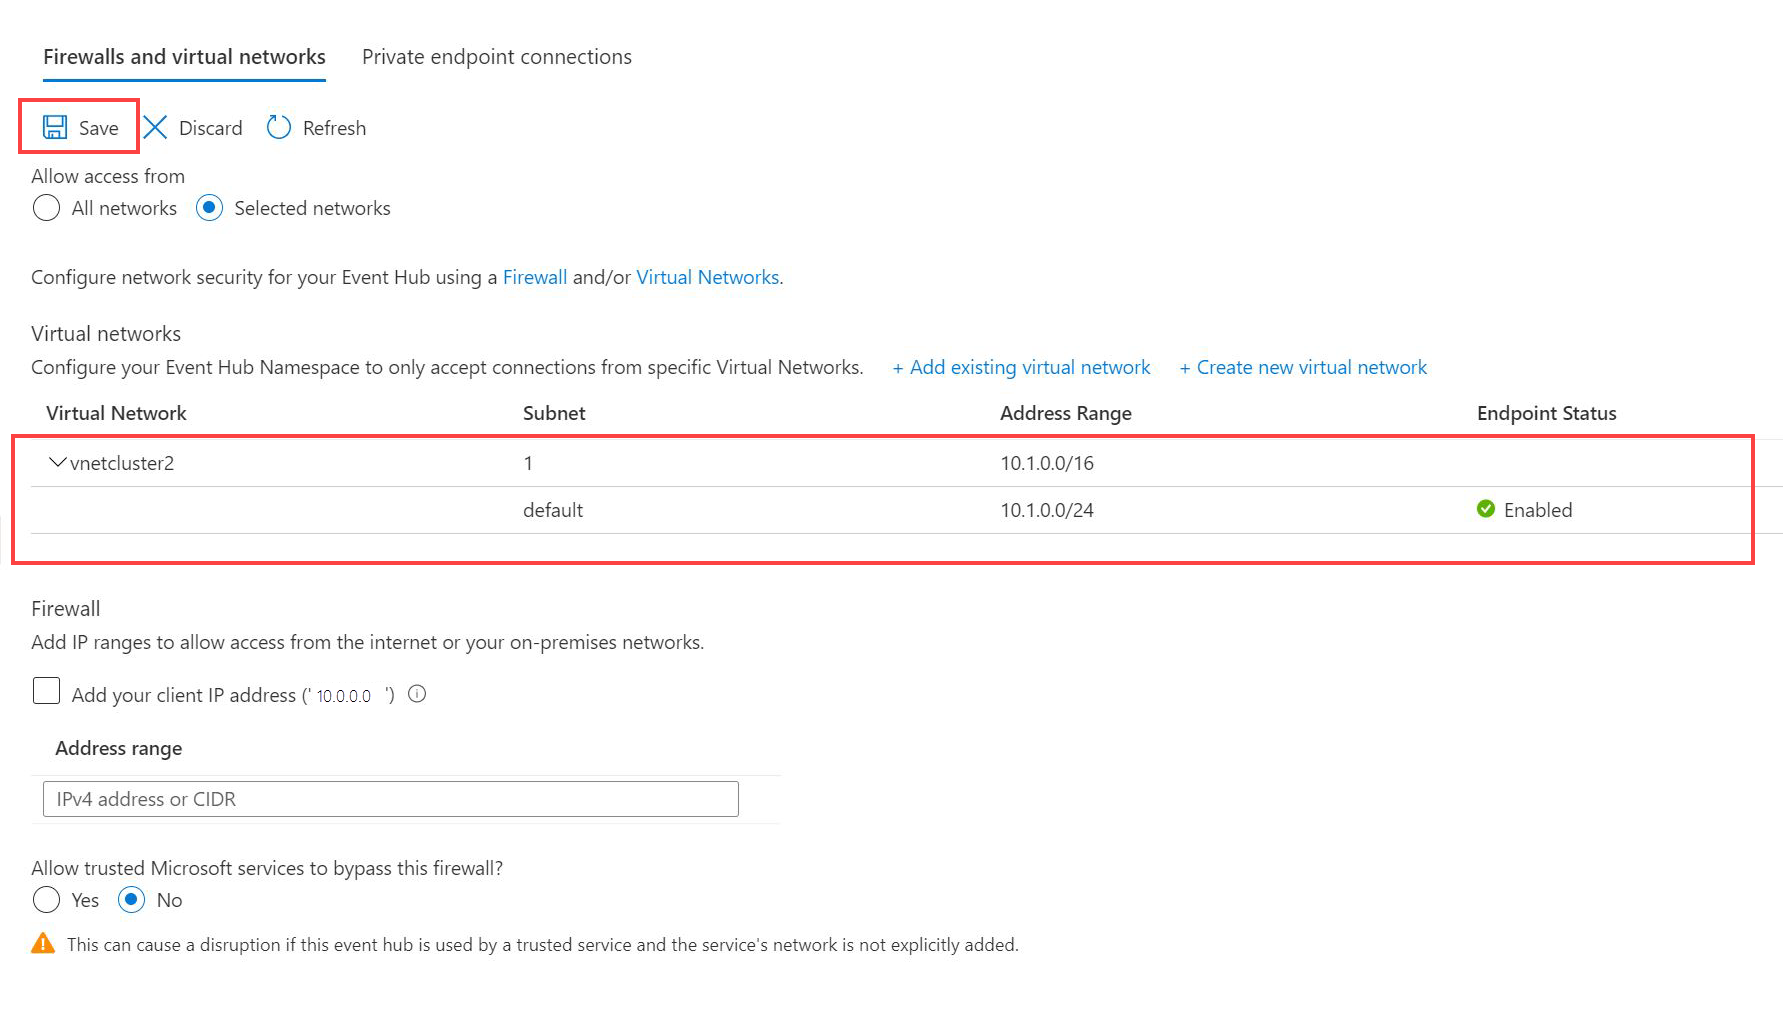 Firewalls and virtual networks Private endpoint connections
Save Discard Refresh
Allow access from
All networks Selected networks
Configure network security for your Event Hub using a Firewall and/or Virtual Networks.
Virtual networks
Configure your Event Hub Namespace to only accept connections from specific Virtual Networks. + Add existing virtual network + Create new virtual network
Virtual Network Subnet Address Range Endpoint Status
vnetcluster2 1 10.1.0.0/16
default 10.1.0.0/24 Enabled
Firewall
Add IP ranges to allow access from the internet or your on-premises networks.
Add your client IP address (' 10.0.0.0 ')
Address range
IPv4 address or CIDR
Allow trusted Microsoft services to bypass this firewall?
Yes No
This can cause a disruption if this event hub is used by a trusted service and the service's network is not explicitly added.